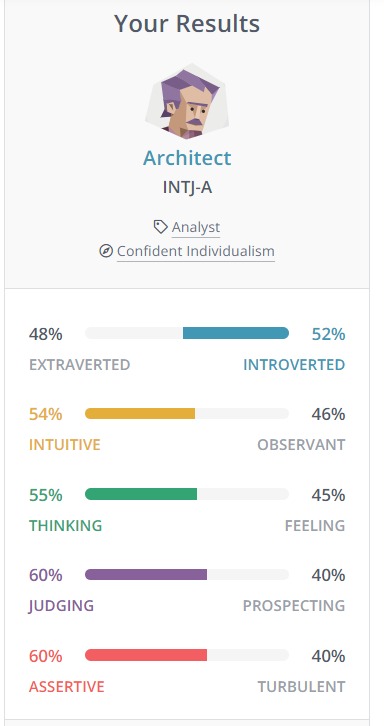 Your Results
Architect
INTJ-A
Analyst
Confident Individualism
48% 52%
EXTRAVERTED INTROVERTED
54% 46%
INTUITIVE OBSERVANT
55% 45%
THINKING FEELING
60% 40%
JUDGING PROSPECTING
60% 40%
ASSERTIVE TURBULENT